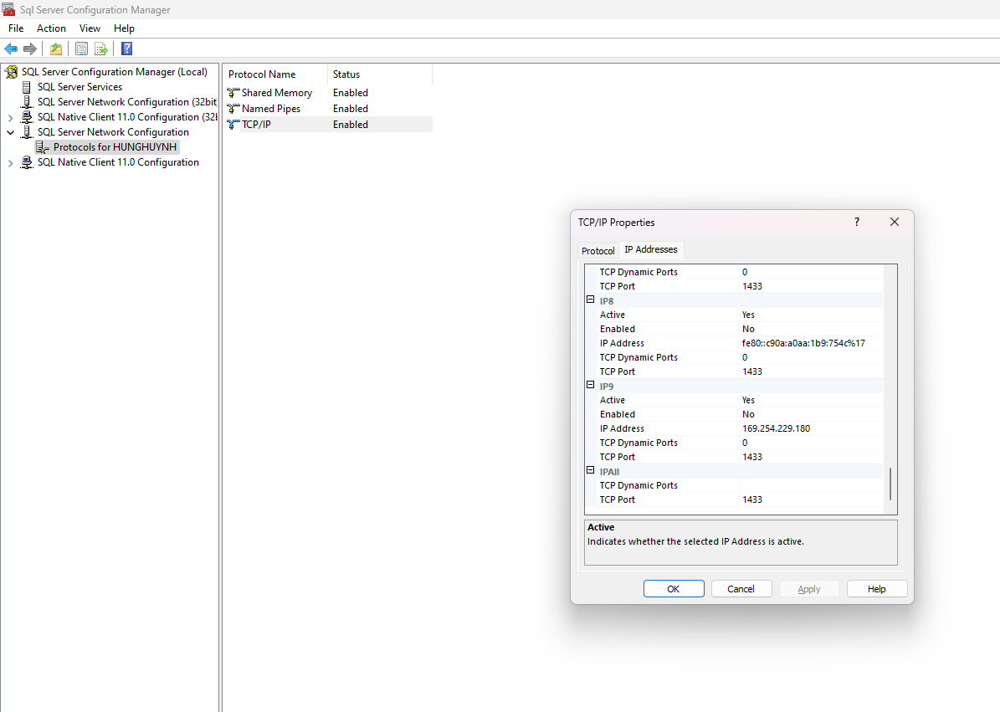 Sql Server Configuration Manager
File Action View Help
SQL Server Configuration Manager (Local)
SQL Server Services
SQL Server Network Configuration (32bit
SQL Native Client 11.0 Configuration (32b
SQL Server Network Configuration
Protocols for HUNGHUYNH
SQL Native Client 11.0 Configuration
Protocol Name Status
Shared Memory Enabled
Named Pipes Enabled
TCP/IP Enabled
TCP/IP Properties
Protocol IP Addresses
TCP Dynamic Ports 0
TCP Port 1433
IP8
Active Yes
Enabled No
IP Address fe80::c90a:a0aa:1b9:754c%17
TCP Dynamic Ports 0
TCP Port 1433
IP9
Active Yes
Enabled No
IP Address 169.254.229.180
TCP Dynamic Ports 0
TCP Port 1433
IPAll
TCP Dynamic Ports
TCP Port 1433
Active
Indicates whether the selected IP Address is active.
OK Cancel Apply Help